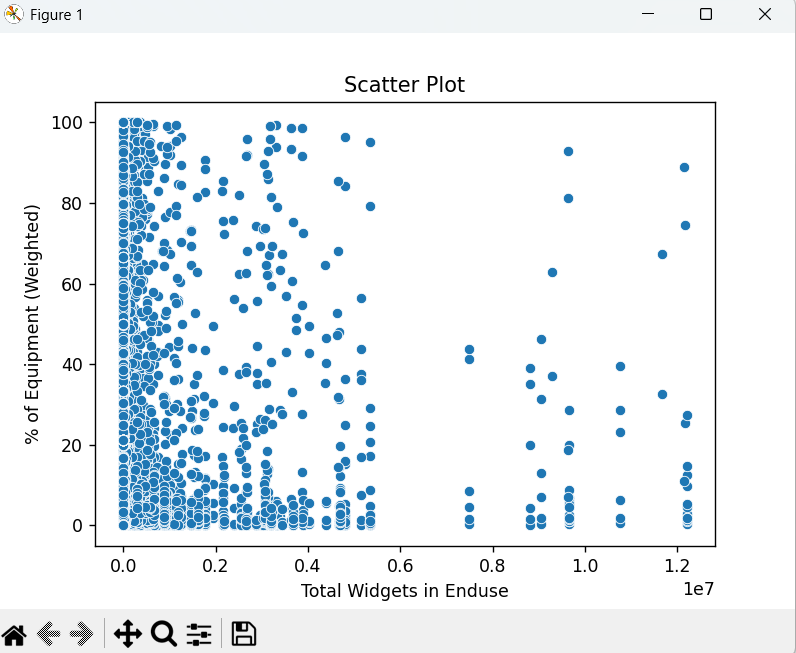 Figure 1
Scatter Plot
100
80
60
40
20
0
% of Equipment (Weighted)
0.0 0.2 0.4 0.6 0.8 1.0 1.2
1e7
Total Widgets in Enduse